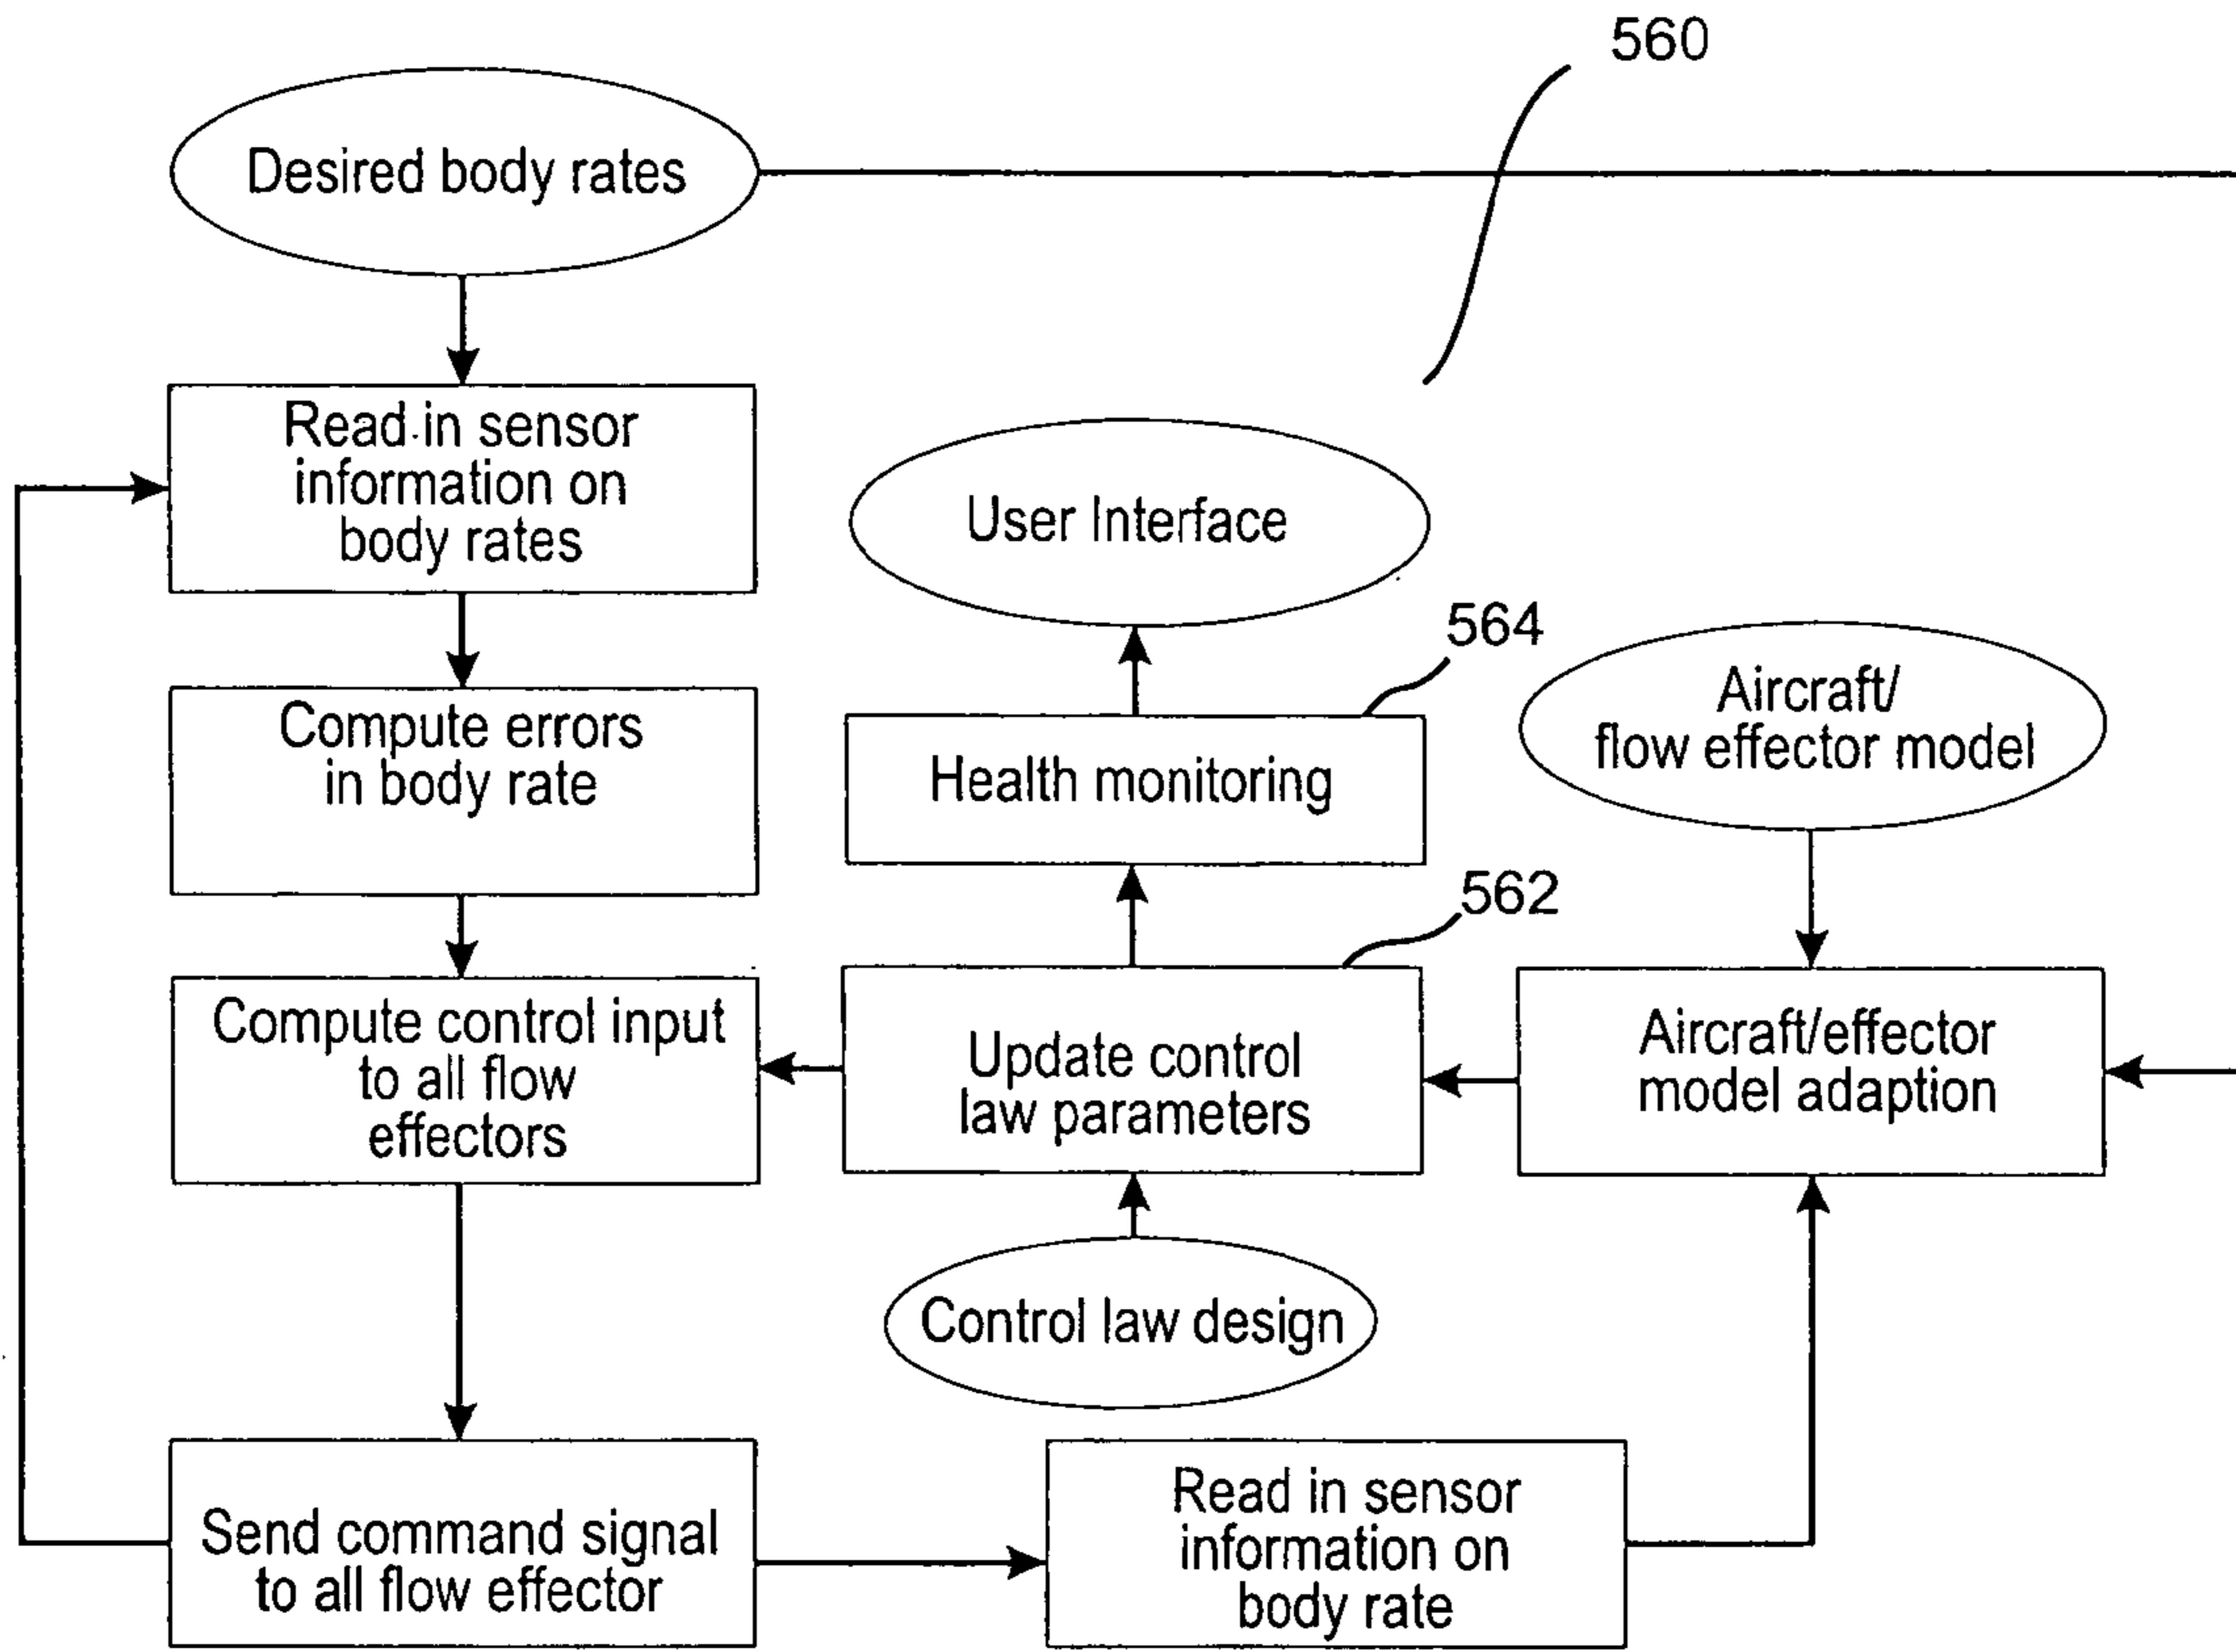 560
Desired body rates
Read in sensor
information on
body rates
User Interface
564
Aircraft/
flow effector model
Compute errors
in body rate
Health monitoring
562
Compute control input
to all flow
effectors
Update control
law parameters
Aircraft/effector
model adaption
Control law design
Send command signal
to all flow effector
Read in sensor
information on
body rate